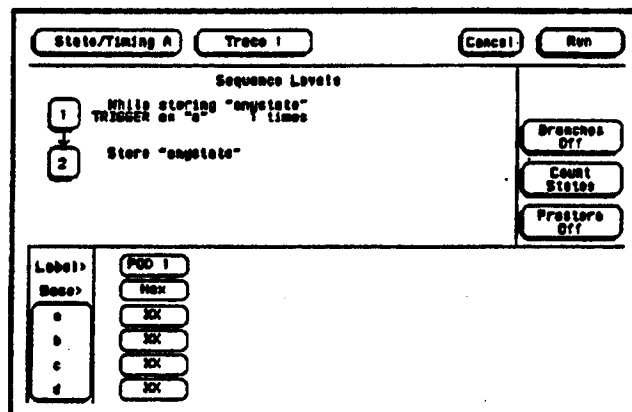 State/Timing A Trace 1 Cancel Run
Sequence Levels
1 While storing "anystate"
TRIGGER on "a" 1 times
2 Store "anystate"
Branches
Off
Count
States
Prestore
Off
Label> POD 1
Base> Hex
a XX
b XX
c XX
d XX